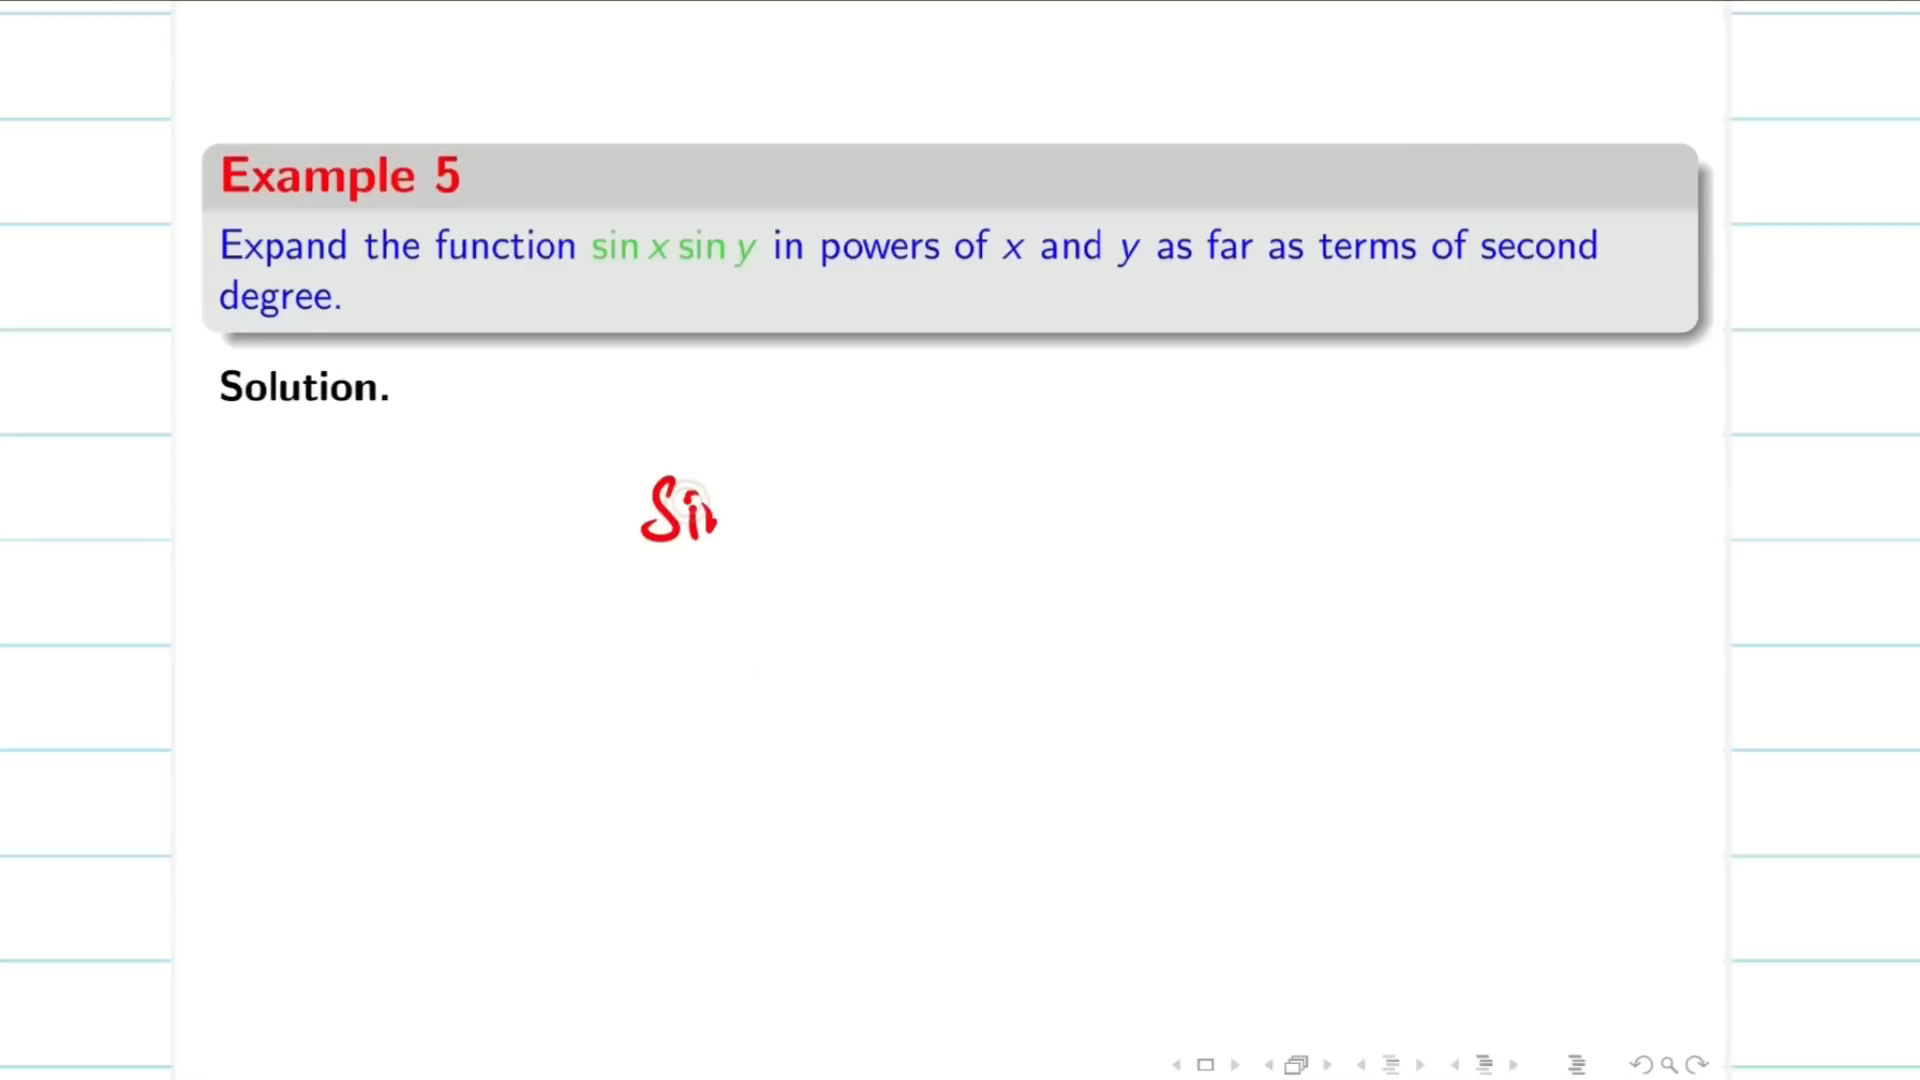 Example 5
Expand the function sin x sin y in powers of x and y as far as terms of second
degree.
Solution.
Sin